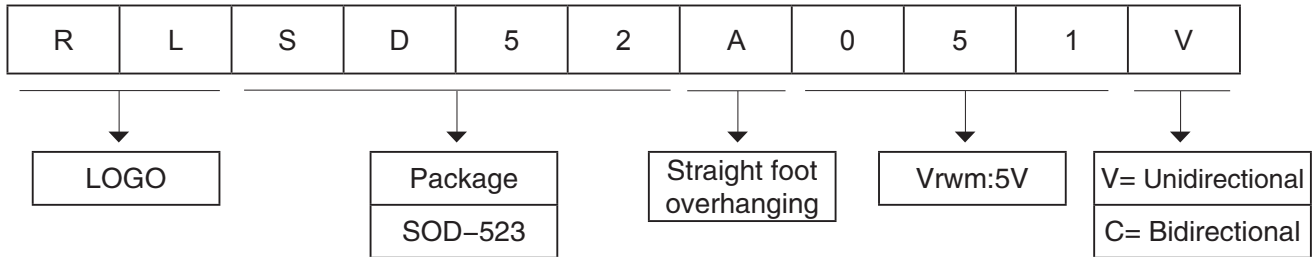 R L S D 5 2 A 0 5 1 V
LOGO
Package
SOD−523
Straight foot
overhanging
Vrwm:5V
V= Unidirectional
C= Bidirectional